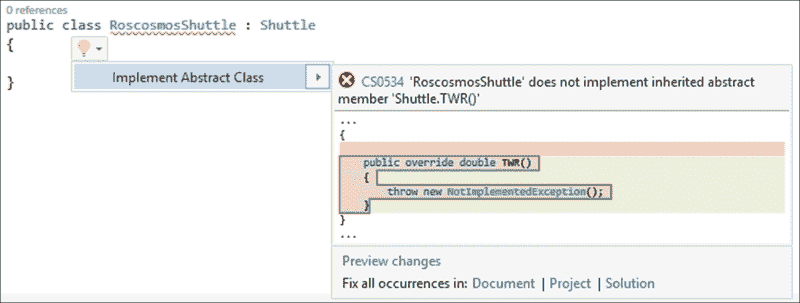 0 references
public class RoscosmosShuttle : Shuttle
{
}
Implement Abstract Class
CS0534 'RoscosmosShuttle' does not implement inherited abstract
member 'Shuttle.TWR()'
...
{
public override double TWR()
{
throw new NotImplementedException();
}
}
...
Preview changes
Fix all occurrences in: Document | Project | Solution